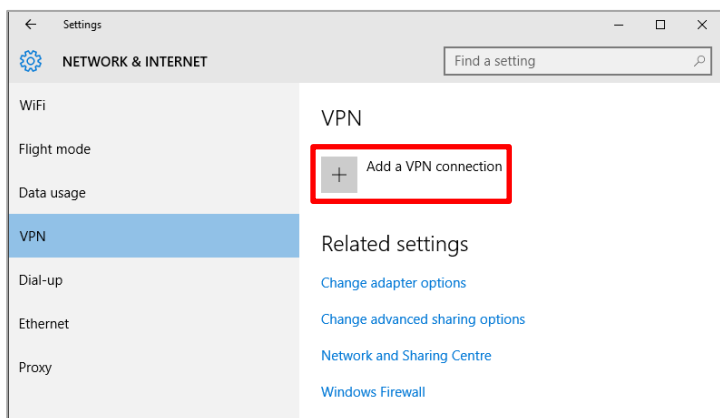 Settings
NETWORK & INTERNET
Find a setting
WiFi
Flight mode
Data usage
VPN
Dial-up
Ethernet
Proxy
VPN
Add a VPN connection
Related settings
Change adapter options
Change advanced sharing options
Network and Sharing Centre
Windows Firewall